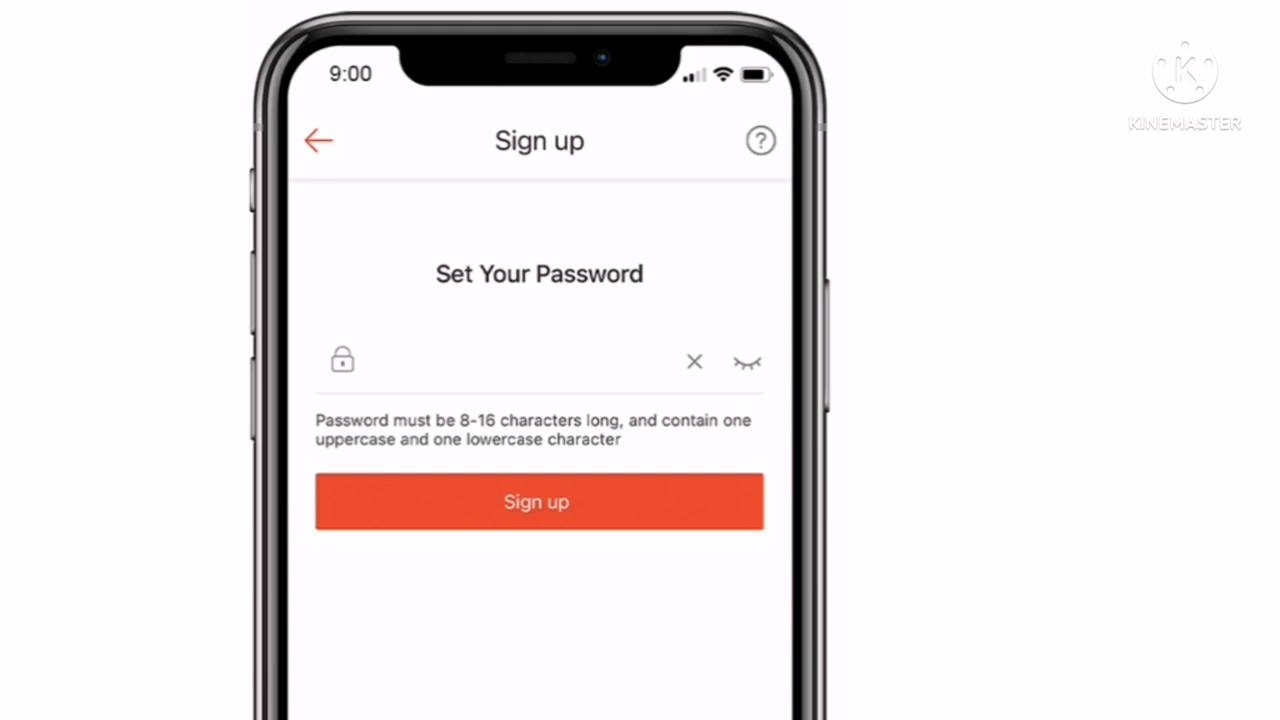 9:00
Sign up
?
Set Your Password
Password must be 8-16 characters long, and contain one
uppercase and one lowercase character
Sign up
K
KINEMASTER